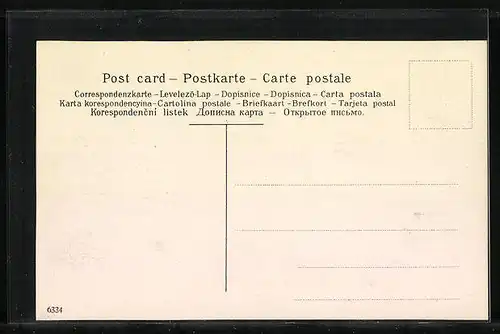 Post card – Postkarte – Carte postale
Correspondenzkarte – Levelező-Lap – Dopisnice – Dopisnica – Carta postala
Karta korespondencyjna – Cartolina postale – Briefkaart – Brefkort – Tarjeta postal
Korespondenční lístek Дописна карта — Открытое письмо.
6334